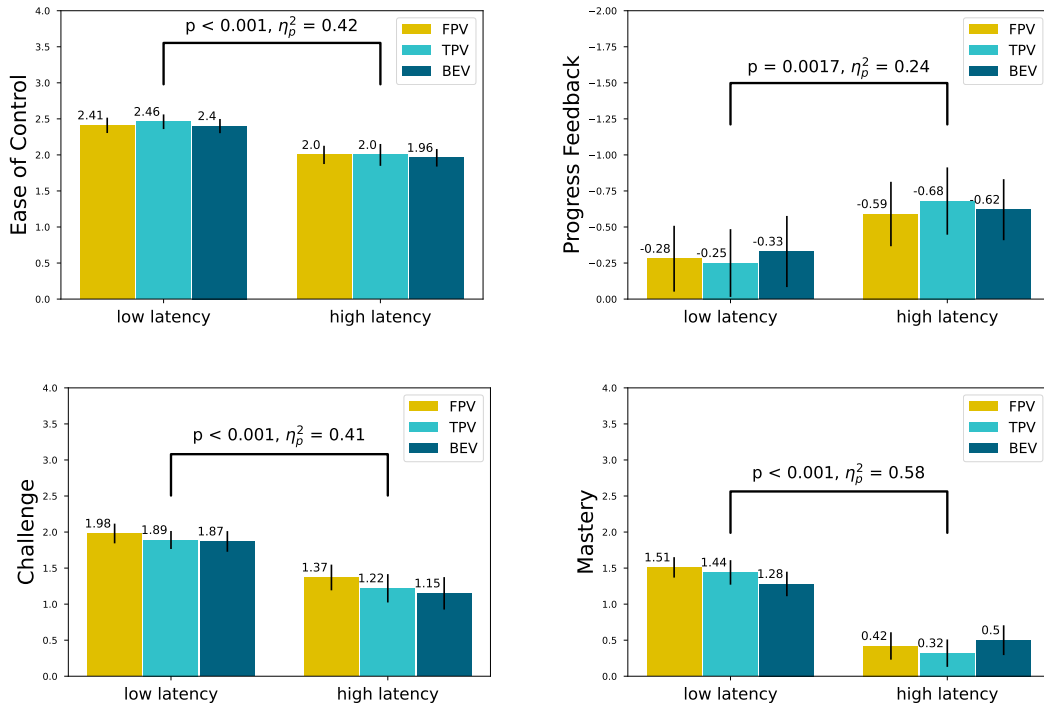 4.0
3.5
3.0
2.5
2.0
1.5
1.0
0.5
0.0
Ease of Control
p < 0.001, η²ₚ = 0.42
FPV
TPV
BEV
2.41
2.46
2.4
2.0
2.0
1.96
low latency
high latency
−2.00
−1.75
−1.50
−1.25
−1.00
−0.75
−0.50
−0.25
0.00
Progress Feedback
p = 0.0017, η²ₚ = 0.24
FPV
TPV
BEV
-0.28
-0.25
-0.33
-0.59
-0.68
-0.62
low latency
high latency
4.0
3.5
3.0
2.5
2.0
1.5
1.0
0.5
0.0
Challenge
p < 0.001, η²ₚ = 0.41
FPV
TPV
BEV
1.98
1.89
1.87
1.37
1.22
1.15
low latency
high latency
4.0
3.5
3.0
2.5
2.0
1.5
1.0
0.5
0.0
Mastery
p < 0.001, η²ₚ = 0.58
FPV
TPV
BEV
1.51
1.44
1.28
0.42
0.32
0.5
low latency
high latency